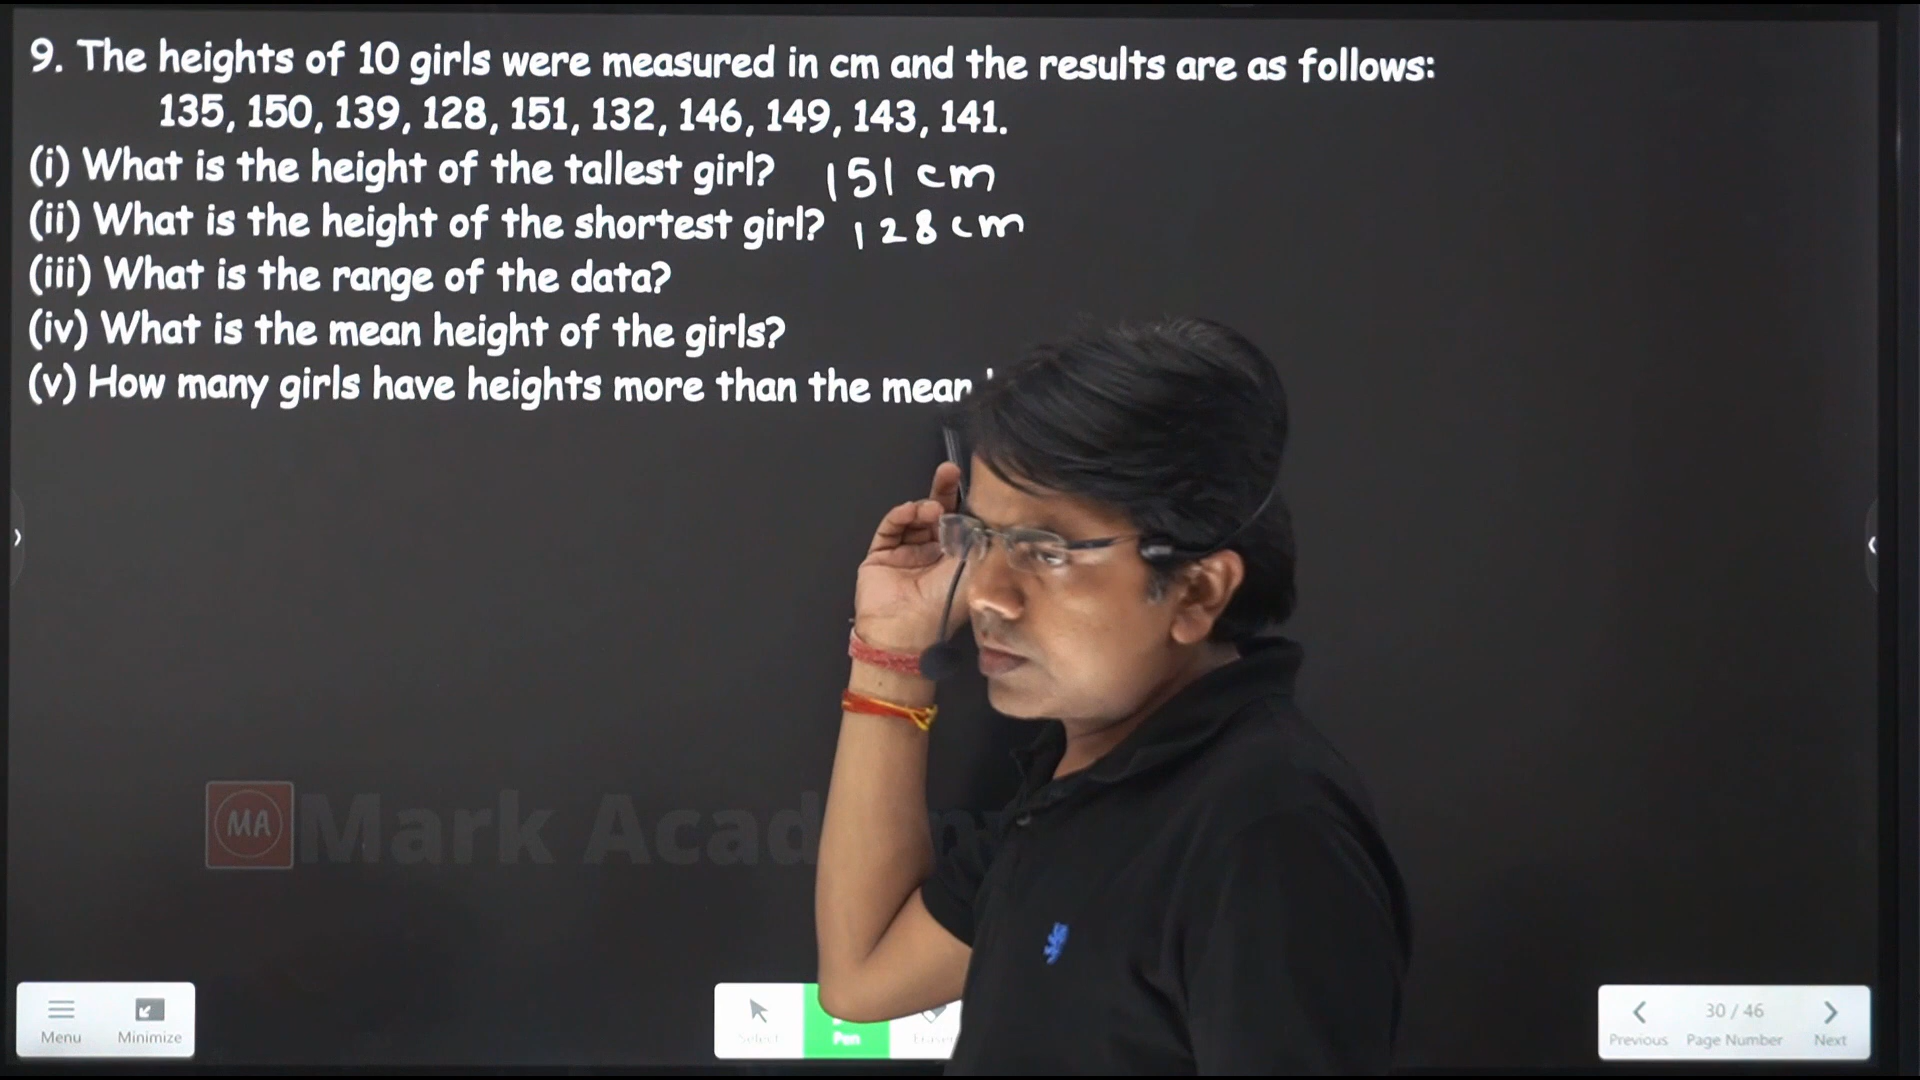 9. The heights of 10 girls were measured in cm and the results are as follows:
135, 150, 139, 128, 151, 132, 146, 149, 143, 141.
(i) What is the height of the tallest girl? 151 cm
(ii) What is the height of the shortest girl? 128 cm
(iii) What is the range of the data?
(iv) What is the mean height of the girls?
(v) How many girls have heights more than the mean
MA Mark
Menu Minimize Select Pen
30 / 46
Previous Page Number Next